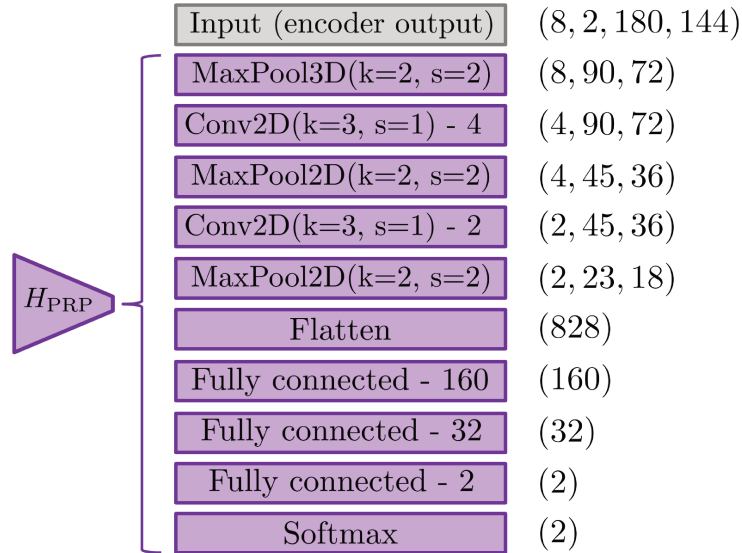 Input (encoder output) (8, 2, 180, 144)
MaxPool3D(k=2, s=2) (8, 90, 72)
Conv2D(k=3, s=1) - 4 (4, 90, 72)
MaxPool2D(k=2, s=2) (4, 45, 36)
Conv2D(k=3, s=1) - 2 (2, 45, 36)
MaxPool2D(k=2, s=2) (2, 23, 18)
H_PRP
Flatten (828)
Fully connected - 160 (160)
Fully connected - 32 (32)
Fully connected - 2 (2)
Softmax (2)